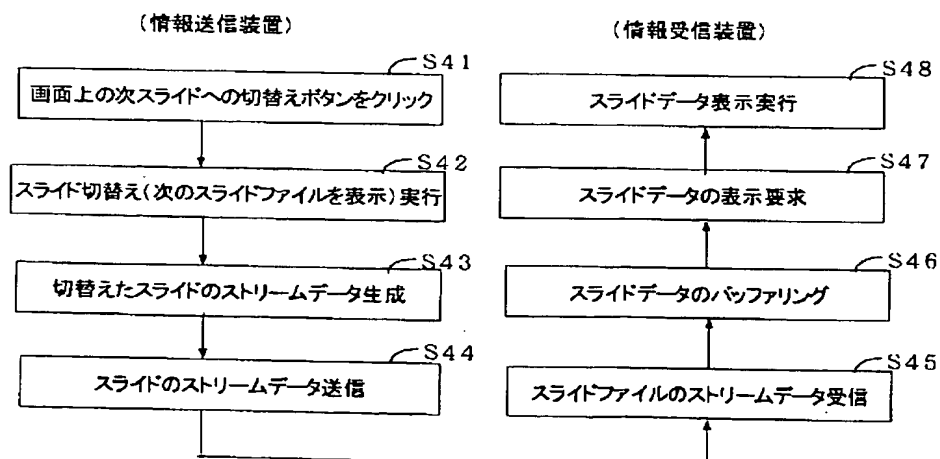 (情報送信装置)
S41
画面上の次スライドへの切替えボタンをクリック
S42
スライド切替え(次のスライドファイルを表示)実行
S43
切替えたスライドのストリームデータ生成
S44
スライドのストリームデータ送信
(情報受信装置)
S48
スライドデータ表示実行
S47
スライドデータの表示要求
S46
スライドデータのバッファリング
S45
スライドファイルのストリームデータ受信